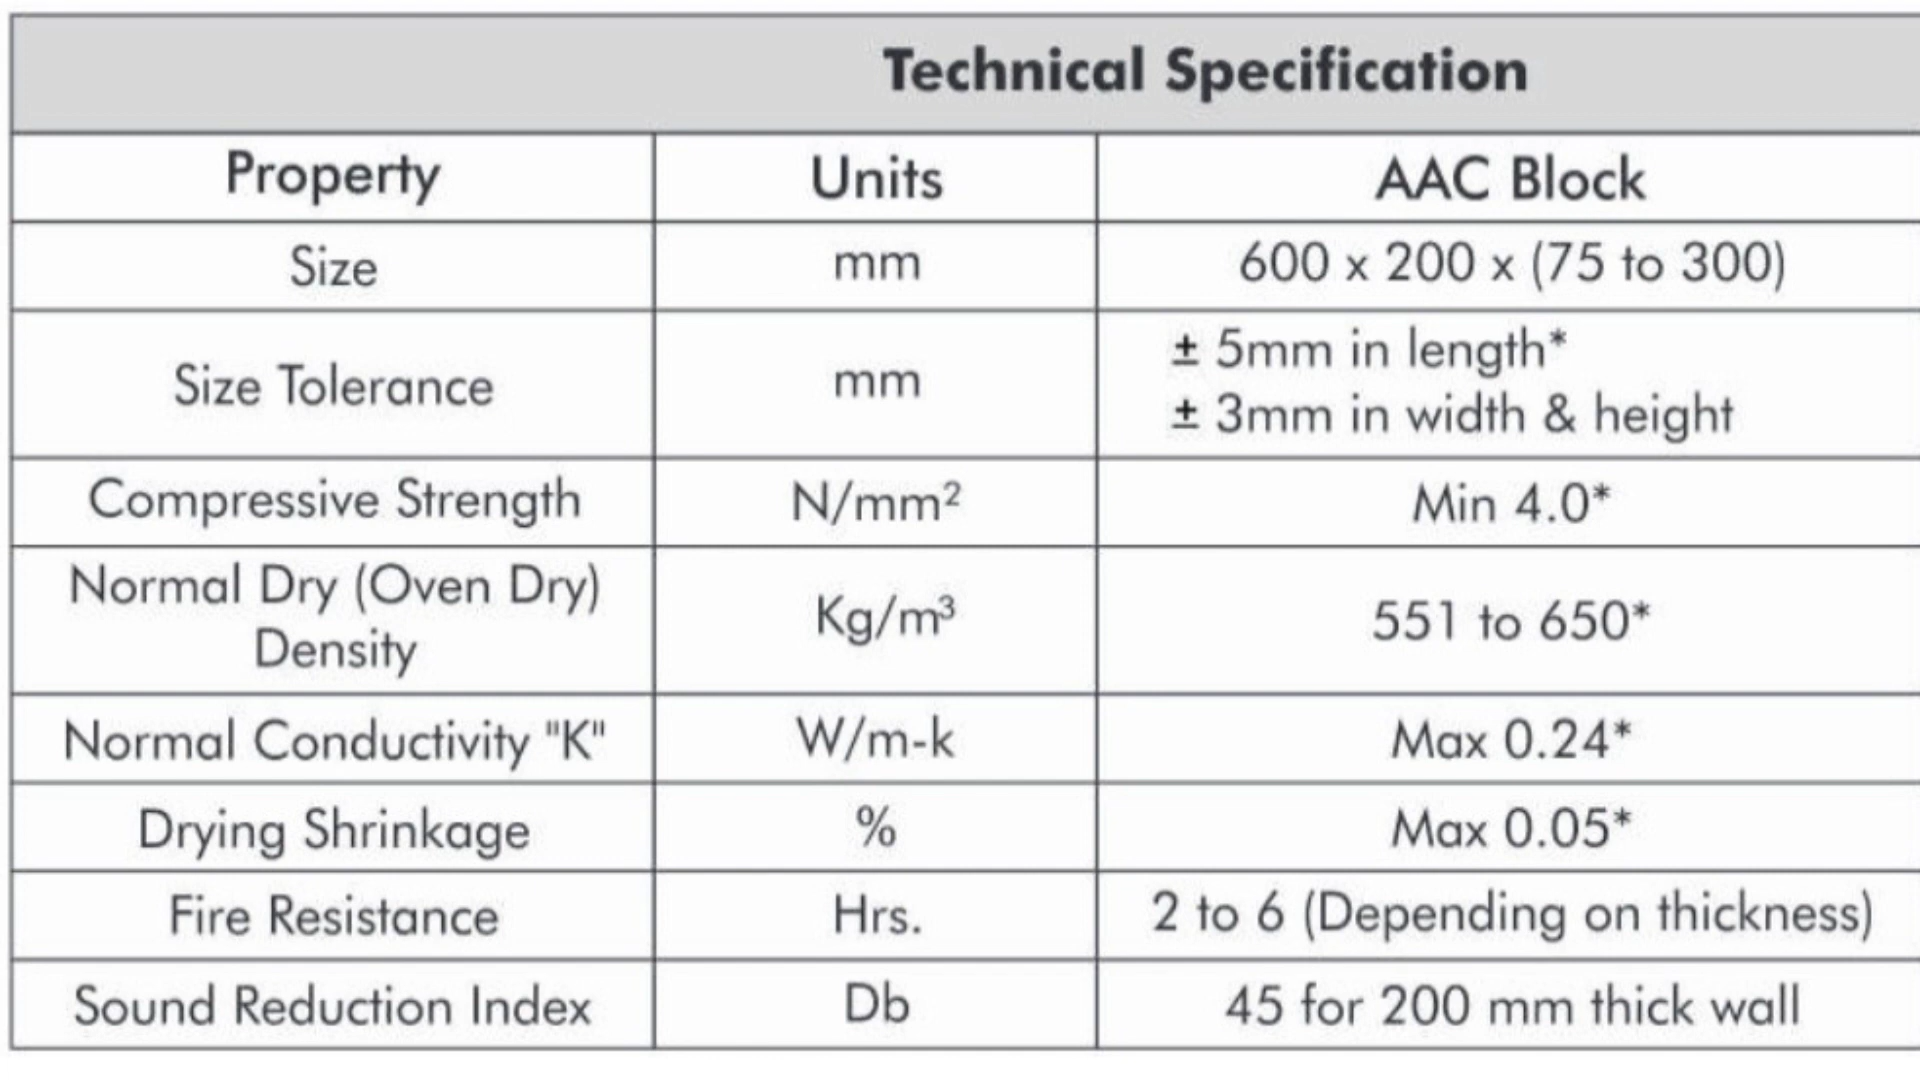 Technical Specification
Property Units AAC Block
Size mm 600 x 200 x (75 to 300)
Size Tolerance mm ± 5mm in length*
± 3mm in width & height
Compressive Strength N/mm² Min 4.0*
Normal Dry (Oven Dry)
Density Kg/m³ 551 to 650*
Normal Conductivity "K" W/m-k Max 0.24*
Drying Shrinkage % Max 0.05*
Fire Resistance Hrs. 2 to 6 (Depending on thickness)
Sound Reduction Index Db 45 for 200 mm thick wall